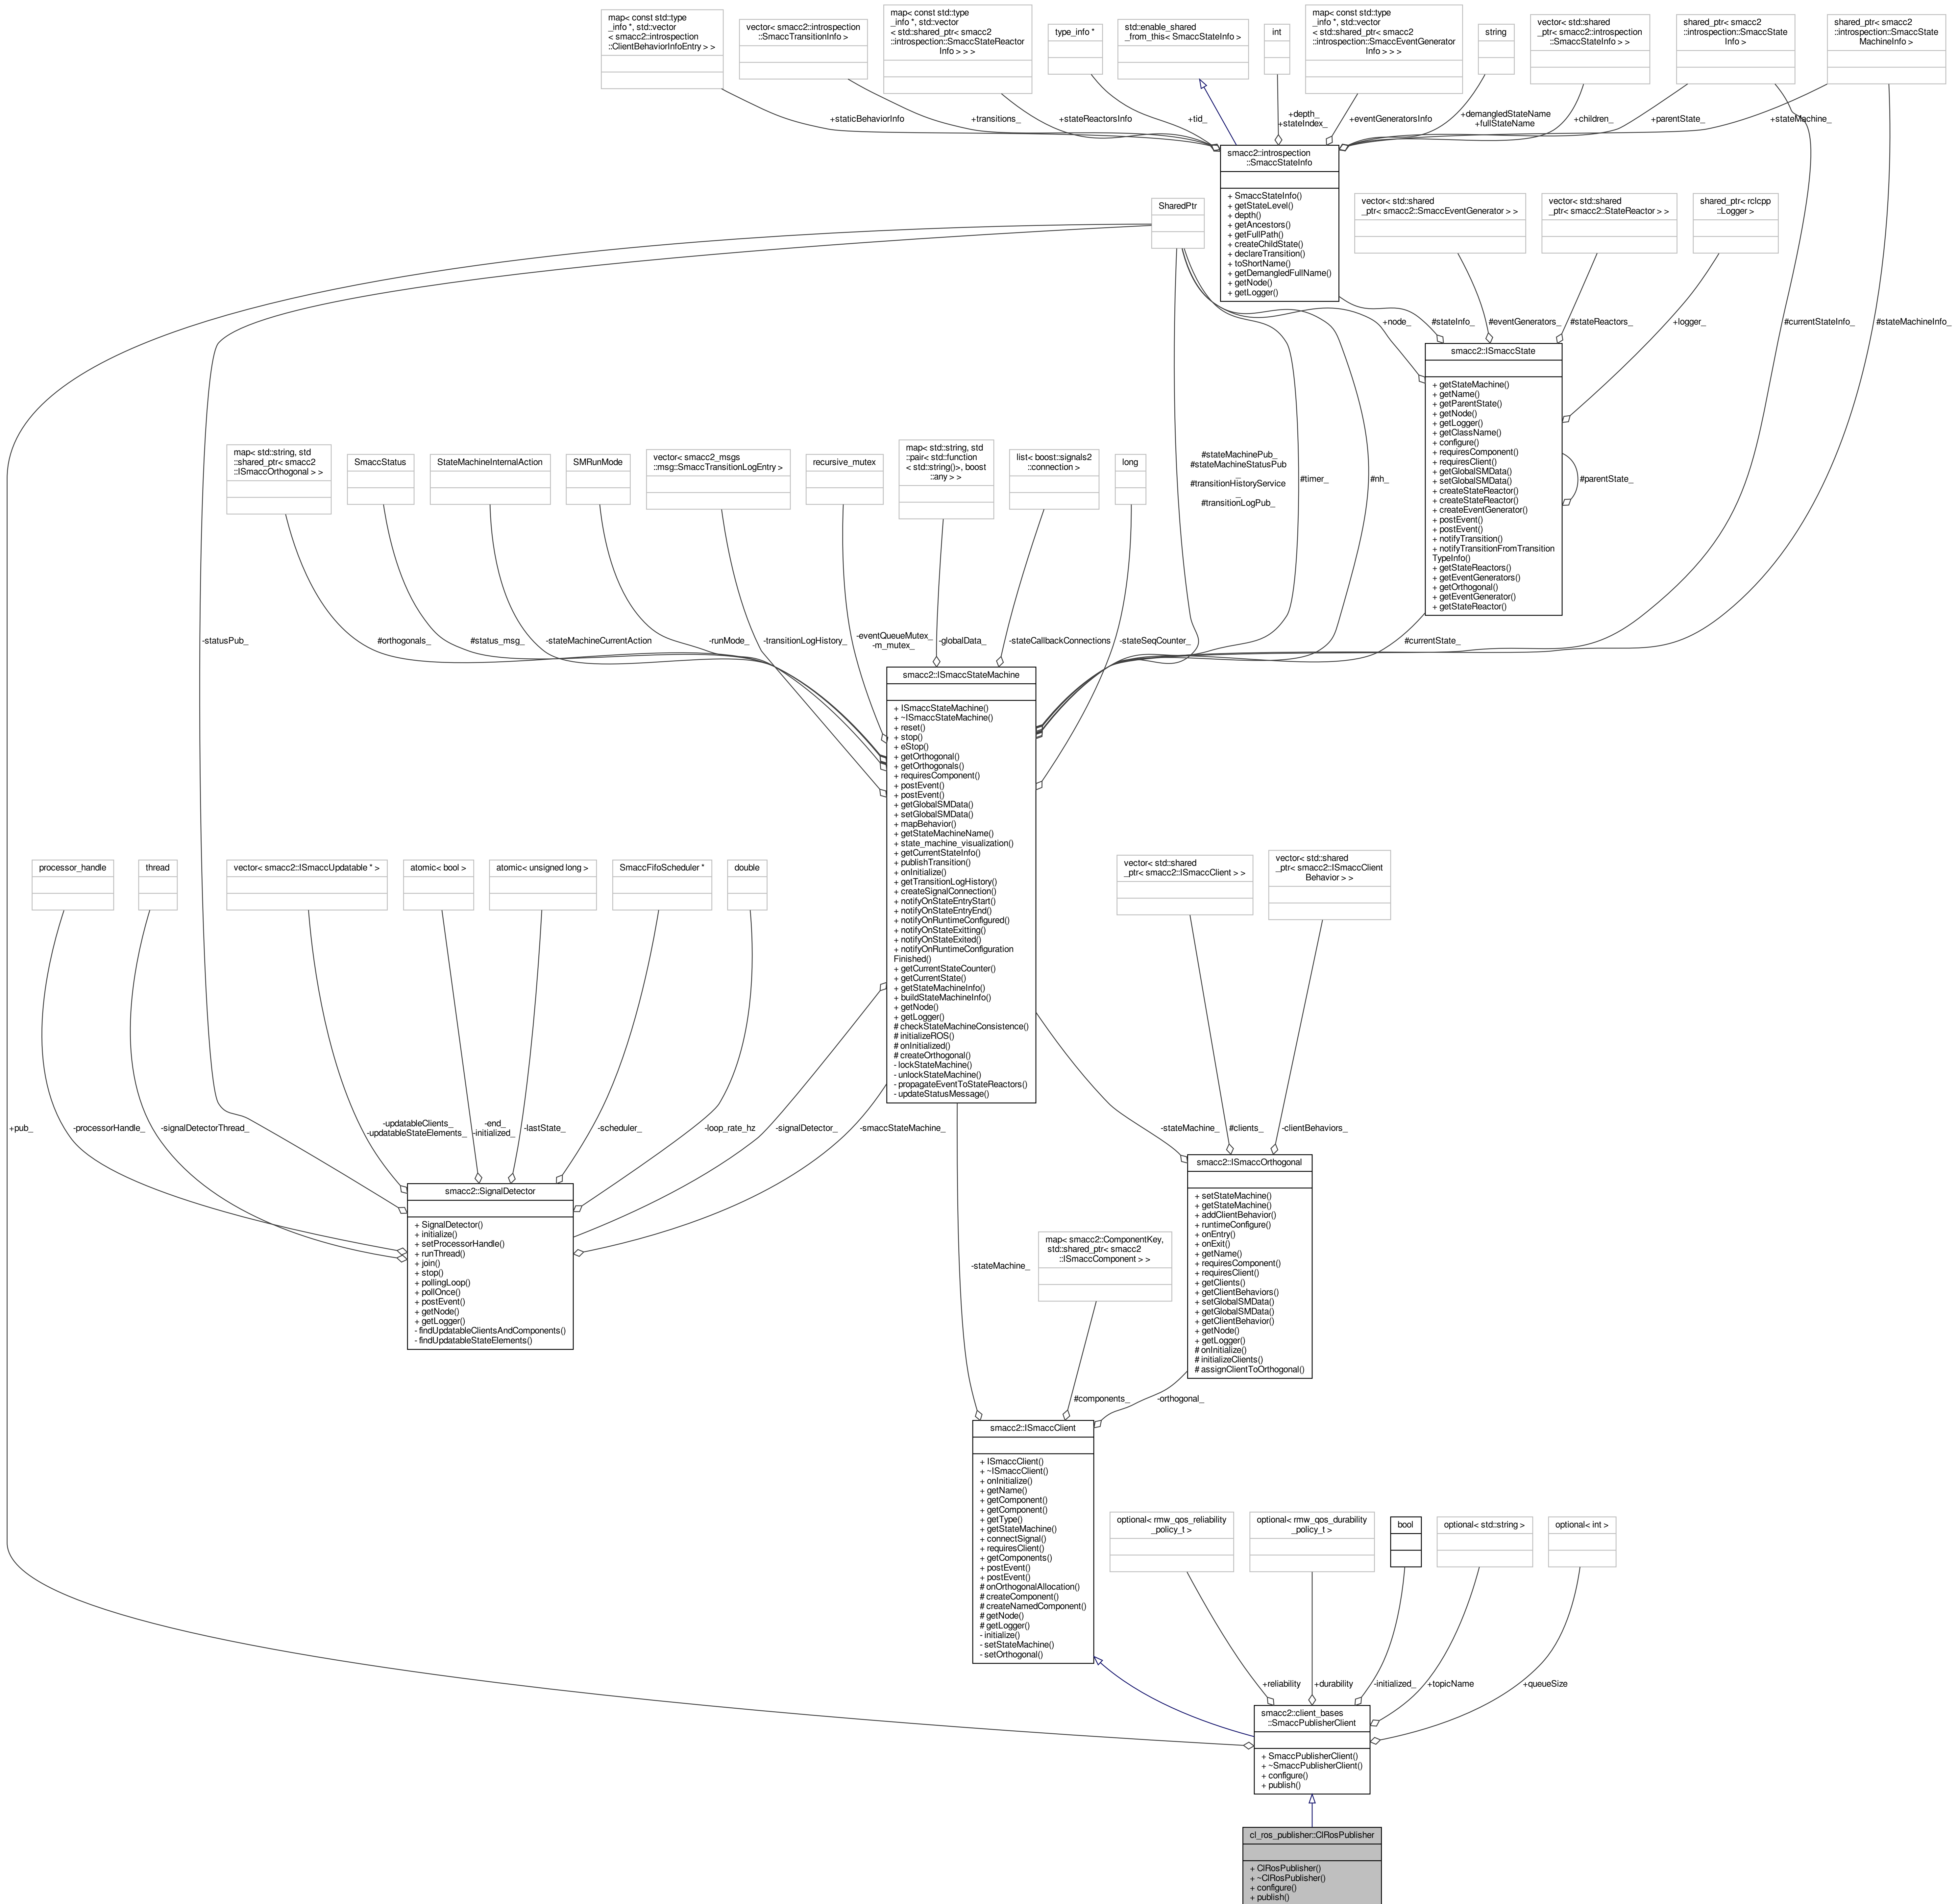 map< const std::type
_info *, std::vector
< smacc2::introspection
::ClientBehaviorInfoEntry > >
vector< smacc2::introspection
::SmaccTransitionInfo >
map< const std::type
_info *, std::vector
< std::shared_ptr< smacc2
::introspection::SmaccStateReactor
Info > > >
type_info *
std::enable_shared
_from_this< SmaccStateInfo >
int
map< const std::type
_info *, std::vector
< std::shared_ptr< smacc2
::introspection::SmaccEventGenerator
Info > > >
string
vector< std::shared
_ptr< smacc2::introspection
::SmaccStateInfo > >
shared_ptr< smacc2
::introspection::SmaccState
Info >
shared_ptr< smacc2
::introspection::SmaccState
MachineInfo >
+staticBehaviorInfo
+transitions_
+stateReactorsInfo
+tid_
+depth_
+stateIndex_
+eventGeneratorsInfo
+demangledStateName
+fullStateName
+children_
+parentState_
+stateMachine_
smacc2::introspection
::SmaccStateInfo
+ SmaccStateInfo()
+ getStateLevel()
+ depth()
+ getAncestors()
+ getFullPath()
+ createChildState()
+ declareTransition()
+ toShortName()
+ getDemangledFullName()
+ getNode()
+ getLogger()
SharedPtr
vector< std::shared
_ptr< smacc2::SmaccEventGenerator > >
vector< std::shared
_ptr< smacc2::StateReactor > >
shared_ptr< rclcpp
::Logger >
+node_
#stateInfo_
#eventGenerators_
#stateReactors_
+logger_
#currentStateInfo_
#stateMachineInfo_
smacc2::ISmaccState
+ getStateMachine()
+ getName()
+ getParentState()
+ getNode()
+ getLogger()
+ getClassName()
+ configure()
+ requiresComponent()
+ requiresClient()
+ getGlobalSMData()
+ setGlobalSMData()
+ createStateReactor()
+ createStateReactor()
+ createEventGenerator()
+ postEvent()
+ postEvent()
+ notifyTransition()
+ notifyTransitionFromTransition
TypeInfo()
+ getStateReactors()
+ getEventGenerators()
+ getOrthogonal()
+ getEventGenerator()
+ getStateReactor()
#parentState_
map< std::string, std
::shared_ptr< smacc2
::ISmaccOrthogonal > >
SmaccStatus
StateMachineInternalAction
SMRunMode
vector< smacc2_msgs
::msg::SmaccTransitionLogEntry >
recursive_mutex
map< std::string, std
::pair< std::function
< std::string()>, boost
::any > >
list< boost::signals2
::connection >
long
#stateMachinePub_
#stateMachineStatusPub
_
#transitionHistoryService
_
#transitionLogPub_
#timer_
#nh_
-statusPub_
#orthogonals_
#status_msg_
-stateMachineCurrentAction
-runMode_
-transitionLogHistory_
-eventQueueMutex_
-m_mutex_
-globalData_
-stateCallbackConnections
-stateSeqCounter_
#currentState_
smacc2::ISmaccStateMachine
+ ISmaccStateMachine()
+ ~ISmaccStateMachine()
+ reset()
+ stop()
+ eStop()
+ getOrthogonal()
+ getOrthogonals()
+ requiresComponent()
+ postEvent()
+ postEvent()
+ getGlobalSMData()
+ setGlobalSMData()
+ mapBehavior()
+ getStateMachineName()
+ state_machine_visualization()
+ getCurrentStateInfo()
+ publishTransition()
+ onInitialize()
+ getTransitionLogHistory()
+ createSignalConnection()
+ notifyOnStateEntryStart()
+ notifyOnStateEntryEnd()
+ notifyOnRuntimeConfigured()
+ notifyOnStateExitting()
+ notifyOnStateExited()
+ notifyOnRuntimeConfiguration
Finished()
+ getCurrentStateCounter()
+ getCurrentState()
+ getStateMachineInfo()
+ buildStateMachineInfo()
+ getNode()
+ getLogger()
# checkStateMachineConsistence()
# initializeROS()
# onInitialized()
# createOrthogonal()
- lockStateMachine()
- unlockStateMachine()
- propagateEventToStateReactors()
- updateStatusMessage()
processor_handle
thread
vector< smacc2::ISmaccUpdatable * >
atomic< bool >
atomic< unsigned long >
SmaccFifoScheduler *
double
vector< std::shared
_ptr< smacc2::ISmaccClient > >
vector< std::shared
_ptr< smacc2::ISmaccClient
Behavior > >
+pub_
-processorHandle_
-signalDetectorThread_
-updatableClients_
-updatableStateElements_
-end_
-initialized_
-lastState_
-scheduler_
-loop_rate_hz
-signalDetector_
-smaccStateMachine_
-stateMachine_
#clients_
-clientBehaviors_
smacc2::SignalDetector
+ SignalDetector()
+ initialize()
+ setProcessorHandle()
+ runThread()
+ join()
+ stop()
+ pollingLoop()
+ pollOnce()
+ postEvent()
+ getNode()
+ getLogger()
- findUpdatableClientsAndComponents()
- findUpdatableStateElements()
smacc2::ISmaccOrthogonal
+ setStateMachine()
+ getStateMachine()
+ addClientBehavior()
+ runtimeConfigure()
+ onEntry()
+ onExit()
+ getName()
+ requiresComponent()
+ requiresClient()
+ getClients()
+ getClientBehaviors()
+ setGlobalSMData()
+ getGlobalSMData()
+ getClientBehavior()
+ getNode()
+ getLogger()
# onInitialize()
# initializeClients()
# assignClientToOrthogonal()
map< smacc2::ComponentKey,
std::shared_ptr< smacc2
::ISmaccComponent > >
-stateMachine_
#components_
-orthogonal_
smacc2::ISmaccClient
+ ISmaccClient()
+ ~ISmaccClient()
+ onInitialize()
+ getName()
+ getComponent()
+ getComponent()
+ getType()
+ getStateMachine()
+ connectSignal()
+ requiresClient()
+ getComponents()
+ postEvent()
+ postEvent()
# onOrthogonalAllocation()
# createComponent()
# createNamedComponent()
# getNode()
# getLogger()
- initialize()
- setStateMachine()
- setOrthogonal()
optional< rmw_qos_reliability
_policy_t >
optional< rmw_qos_durability
_policy_t >
bool
optional< std::string >
optional< int >
+reliability
+durability
-initialized_
+topicName
+queueSize
smacc2::client_bases
::SmaccPublisherClient
+ SmaccPublisherClient()
+ ~SmaccPublisherClient()
+ configure()
+ publish()
cl_ros_publisher::ClRosPublisher
+ ClRosPublisher()
+ ~ClRosPublisher()
+ configure()
+ publish()